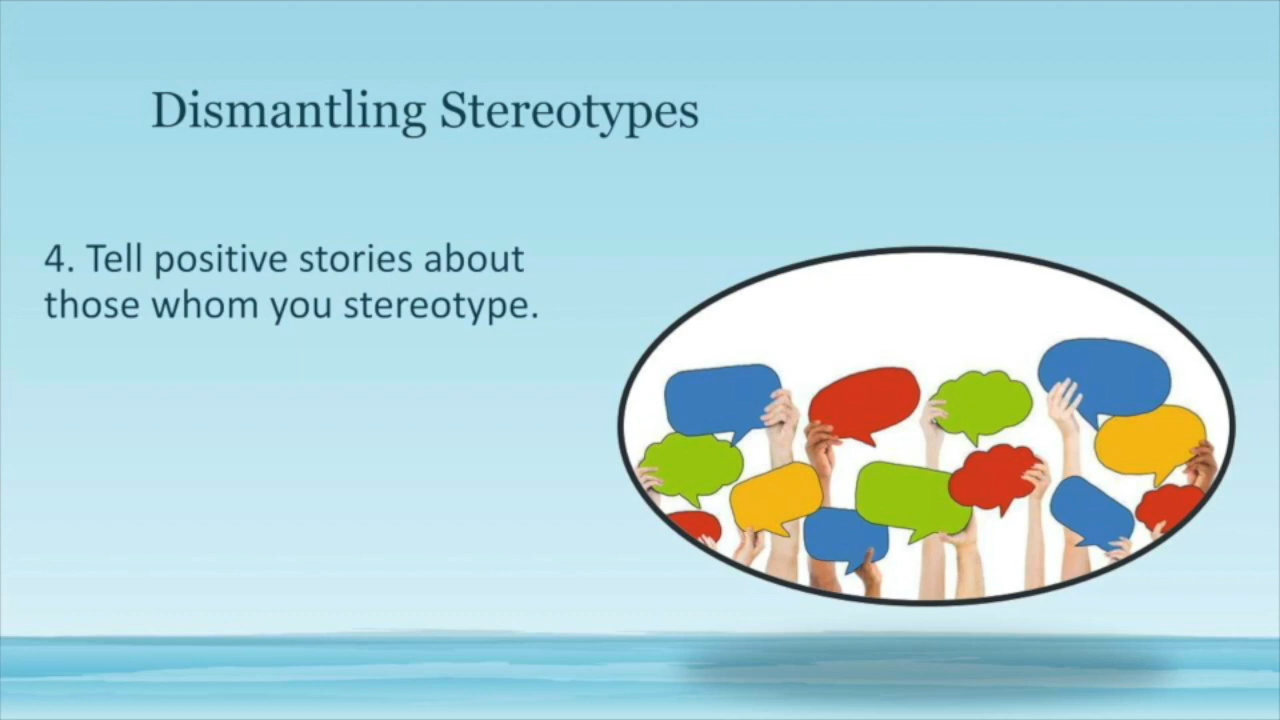 Dismantling Stereotypes
4. Tell positive stories about
those whom you stereotype.